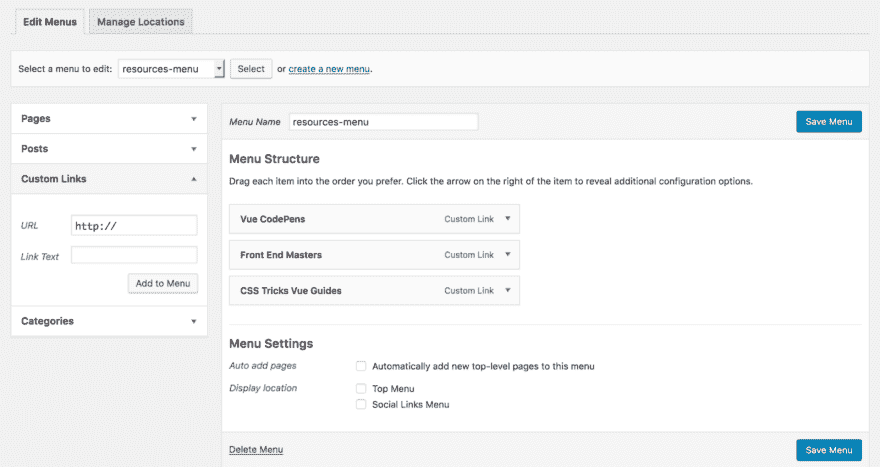 Edit Menus Manage Locations
Select a menu to edit: resources-menu Select or create a new menu.
Pages
Posts
Custom Links
URL http://
Link Text
Add to Menu
Categories
Menu Name resources-menu Save Menu
Menu Structure
Drag each item into the order you prefer. Click the arrow on the right of the item to reveal additional configuration options.
Vue CodePens Custom Link
Front End Masters Custom Link
CSS Tricks Vue Guides Custom Link
Menu Settings
Auto add pages Automatically add new top-level pages to this menu
Display location Top Menu
Social Links Menu
Delete Menu Save Menu